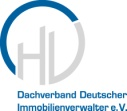 Dachverband Deutscher
Immobilienverwalter e.V.